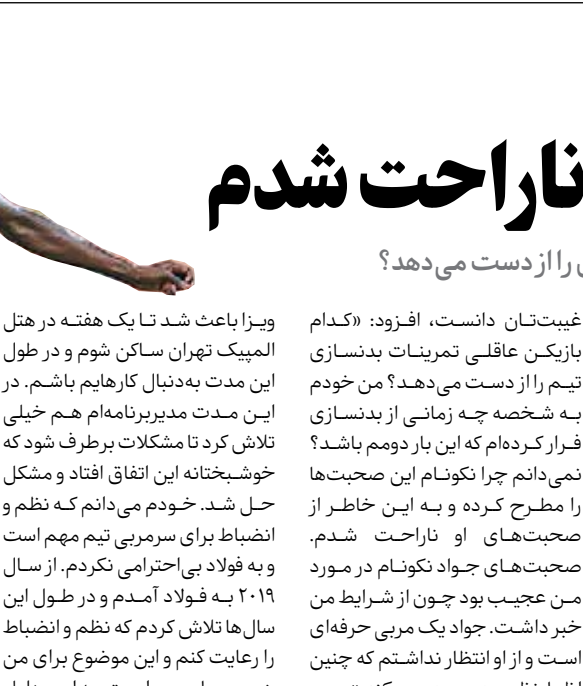 ناراحت شدم
را از دست می‌دهد؟
غیبت‌تان دانست، افزود: «کدام
بازیکن عاقلی تمرینات بدنسازی
تیم را از دست می‌دهد؟ من خودم
به شخصه چه زمانی از بدنسازی
فرار کرده‌ام که این بار دومم باشد؟
نمی‌دانم چرا نکونام این صحبت‌ها
را مطرح کرده و به این خاطر از
صحبت‌های او ناراحت شدم.
صحبت‌های جواد نکونام در مورد
من عجیب بود چون از شرایط من
خبر داشت. جواد یک مربی حرفه‌ای
است و از او انتظار نداشتم که چنین
ویزا باعث شد تا یک هفته در هتل
المپیک تهران ساکن شوم و در طول
این مدت به‌دنبال کارهایم باشم. در
این مدت مدیربرنامه‌ام هم خیلی
تلاش کرد تا مشکلات برطرف شود که
خوشبختانه این اتفاق افتاد و مشکل
حل شد. خودم می‌دانم که نظم و
انضباط برای سرمربی تیم مهم است
و به فولاد بی‌احترامی نکردم. از سال
۲۰۱۹ به فولاد آمدم و در طول این
سال‌ها تلاش کردم که نظم و انضباط
را رعایت کنم و این موضوع برای من